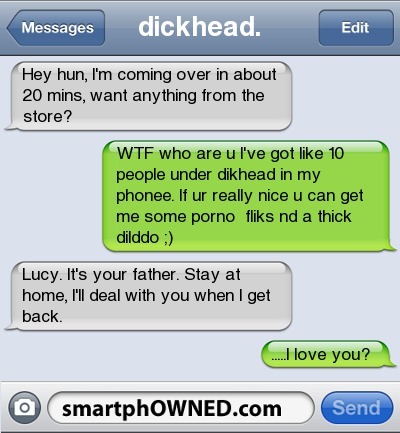 Messages
dickhead.
Edit
Hey hun, I'm coming over in about
20 mins, want anything from the
store?
WTF who are u I've got like 10
people under dikhead in my
phonee. If ur really nice u can get
me some porno fliks nd a thick
dilddo ;)
Lucy. It's your father. Stay at
home, I'll deal with you when I get
back.
.....I love you?
smartphOWNED.com
Send